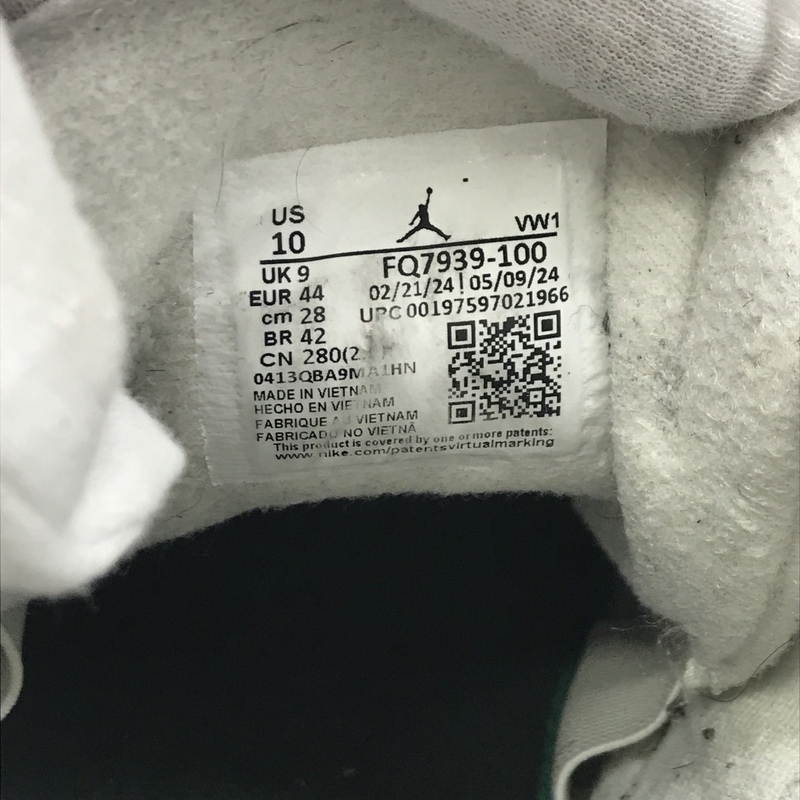 US
10
VW1
UK 9
FQ7939-100
EUR 44
02/21/24 | 05/09/24
cm 28
UPC 00197597021966
BR 42
CN 280(2
0413QBA9MA1HN
MADE IN VIETNAM
HECHO EN VIETNAM
FABRIQUE AU VIETNAM
FABRICADO NO VIETNÃ
This product is covered by one or more patents:
www.nike.com/patentsvirtualmarking